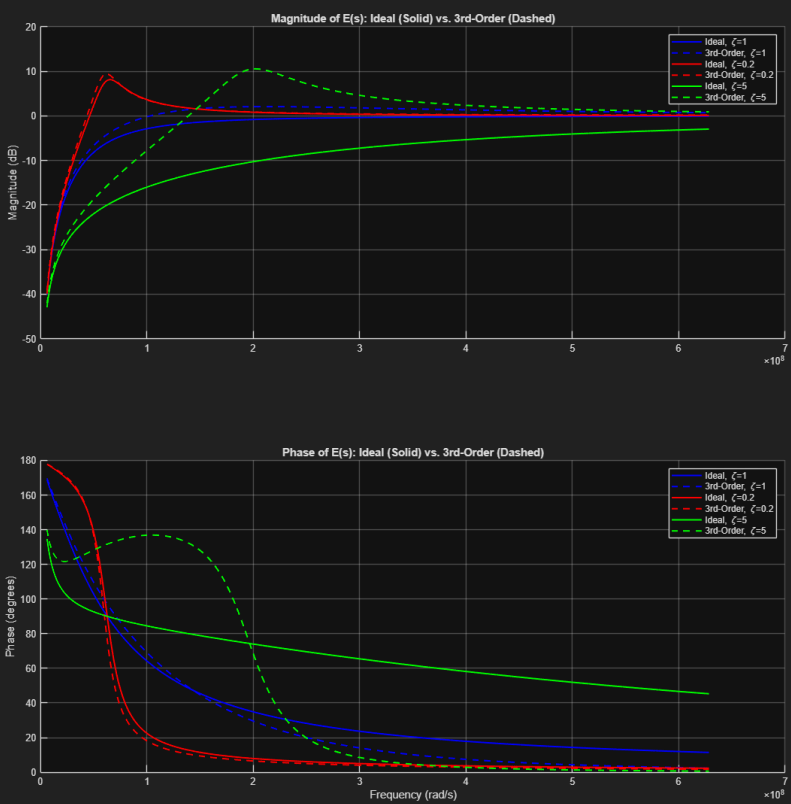 Magnitude of E(s): Ideal (Solid) vs. 3rd-Order (Dashed)
Magnitude (dB)
20
10
0
-10
-20
-30
-40
-50
0 1 2 3 4 5 6 7
×10⁸
Ideal, ζ=1
3rd-Order, ζ=1
Ideal, ζ=0.2
3rd-Order, ζ=0.2
Ideal, ζ=5
3rd-Order, ζ=5
Phase of E(s): Ideal (Solid) vs. 3rd-Order (Dashed)
Phase (degrees)
180
160
140
120
100
80
60
40
20
0
0 1 2 3 4 5 6 7
×10⁸
Frequency (rad/s)
Ideal, ζ=1
3rd-Order, ζ=1
Ideal, ζ=0.2
3rd-Order, ζ=0.2
Ideal, ζ=5
3rd-Order, ζ=5